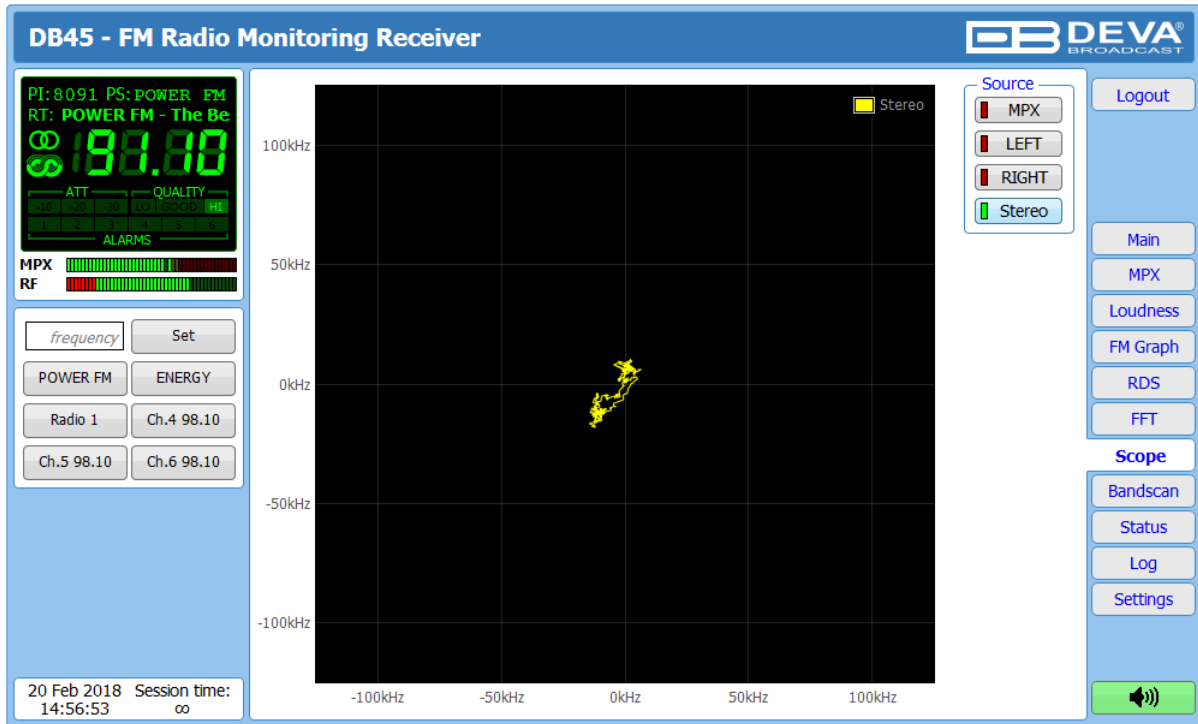 DB45 - FM Radio Monitoring Receiver
DEVA
BROADCAST
PI:8091 PS:POWER FM
RT: POWER FM - The Be
91.10
ATT QUALITY
-10 -20 -30 LO GOOD HI
1 2 3 4 5 6
ALARMS
MPX
RF
frequency Set
POWER FM ENERGY
Radio 1 Ch.4 98.10
Ch.5 98.10 Ch.6 98.10
20 Feb 2018 Session time:
14:56:53 ∞
Stereo
100kHz
50kHz
0kHz
-50kHz
-100kHz
-100kHz -50kHz 0kHz 50kHz 100kHz
Source
MPX
LEFT
RIGHT
Stereo
Logout
Main
MPX
Loudness
FM Graph
RDS
FFT
Scope
Bandscan
Status
Log
Settings